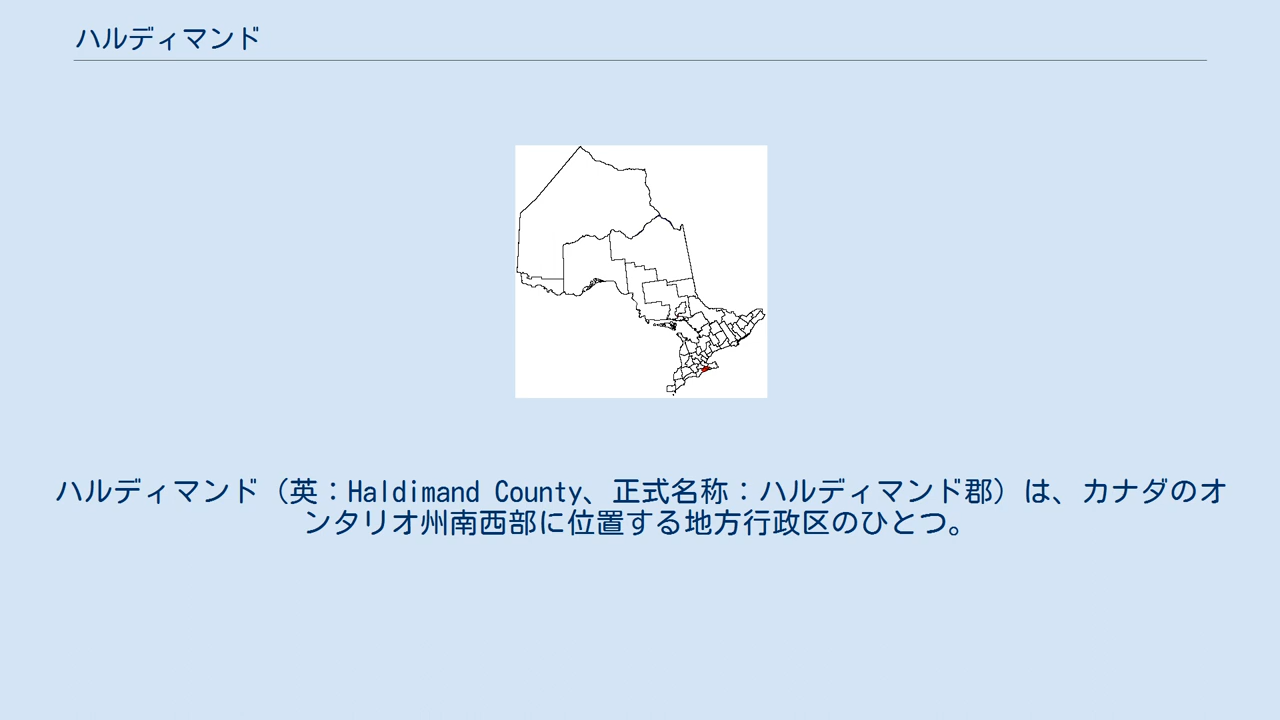 ハルディマンド
ハルディマンド（英：Haldimand County、正式名称：ハルディマンド郡）は、カナダのオ
ンタリオ州南西部に位置する地方行政区のひとつ。